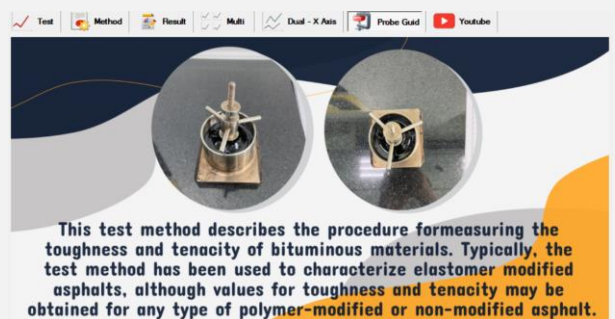 Test Method Result Multi Dual - X Axis Probe Guid Youtube
This test method describes the procedure formeasuring the
toughness and tenacity of bituminous materials. Typically, the
test method has been used to characterize elastomer modified
asphalts, although values for toughness and tenacity may be
obtained for any type of polymer-modified or non-modified asphalt.